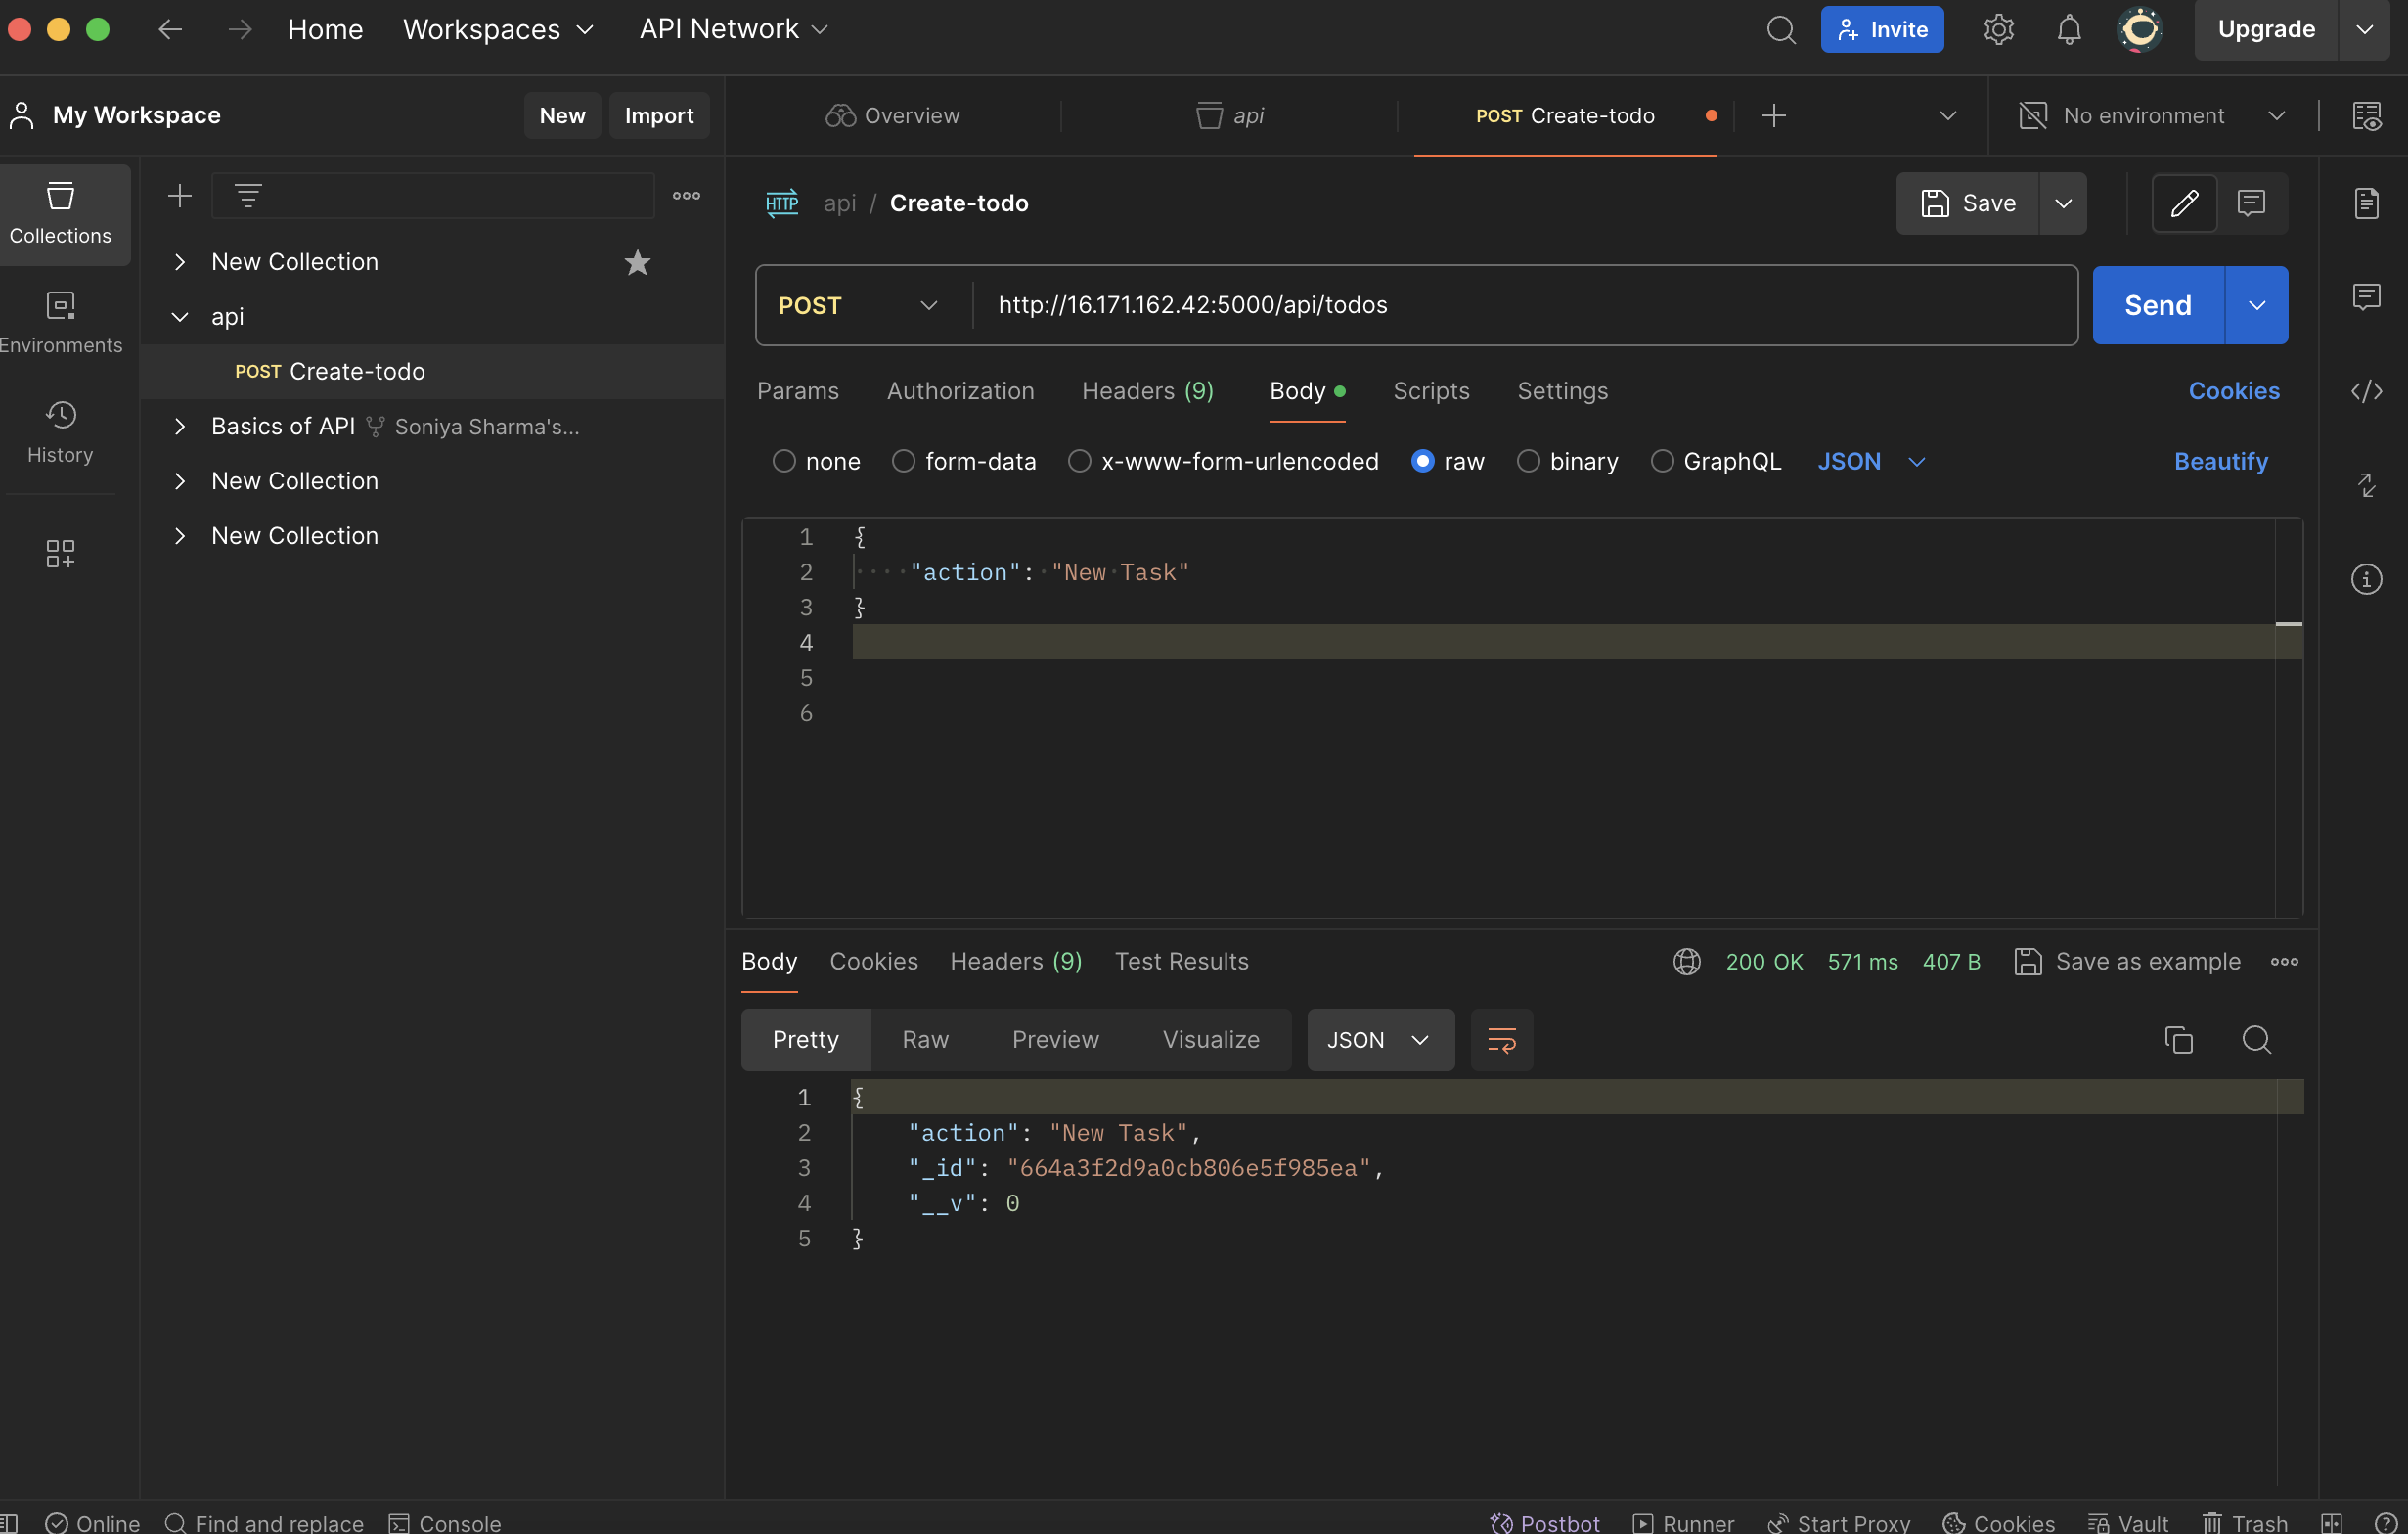 Home Workspaces API Network Invite Upgrade
My Workspace New Import Overview api POST Create-todo No environment
Collections
Environments
History
New Collection
api
POST Create-todo
Basics of API Soniya Sharma's...
New Collection
New Collection
HTTP api / Create-todo Save
POST http://16.171.162.42:5000/api/todos Send
Params Authorization Headers (9) Body Scripts Settings Cookies
none form-data x-www-form-urlencoded raw binary GraphQL JSON Beautify
1 {
2 ····"action":·"New·Task"
3 }
4
5
6
Body Cookies Headers (9) Test Results 200 OK 571 ms 407 B Save as example
Pretty Raw Preview Visualize JSON
1 {
2 "action": "New Task",
3 "_id": "664a3f2d9a0cb806e5f985ea",
4 "__v": 0
5 }
Online Find and replace Console Postbot Runner Start Proxy Cookies Vault Trash